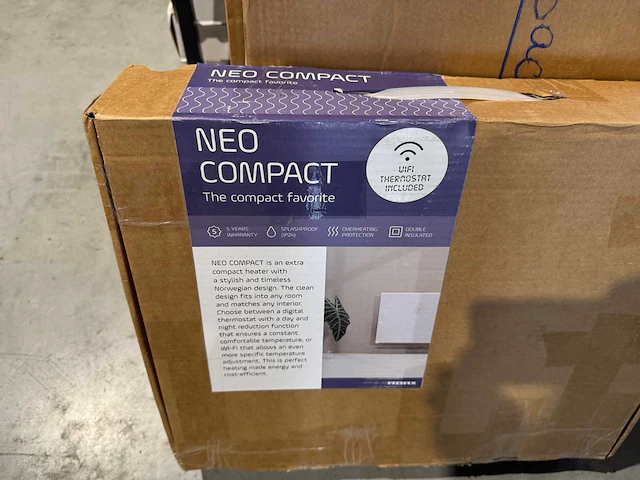 NEO COMPACT
The compact favorite
NEO
COMPACT
The compact favorite
WIFI
THERMOSTAT
INCLUDED
5
5 YEARS
WARRANTY
SPLASHPROOF
(IP24)
OVERHEATING
PROTECTION
DOUBLE
INSULATED
NEO COMPACT is an extra
compact heater with
a stylish and timeless
Norwegian design. The clean
design fits into any room
and matches any interior.
Choose between a digital
thermostat with a day and
night reduction function
that ensures a constant
comfortable temperature, or
Wi-Fi that allows an even
more specific temperature
adjustment. This is perfect
heating made energy and
cost-efficient.